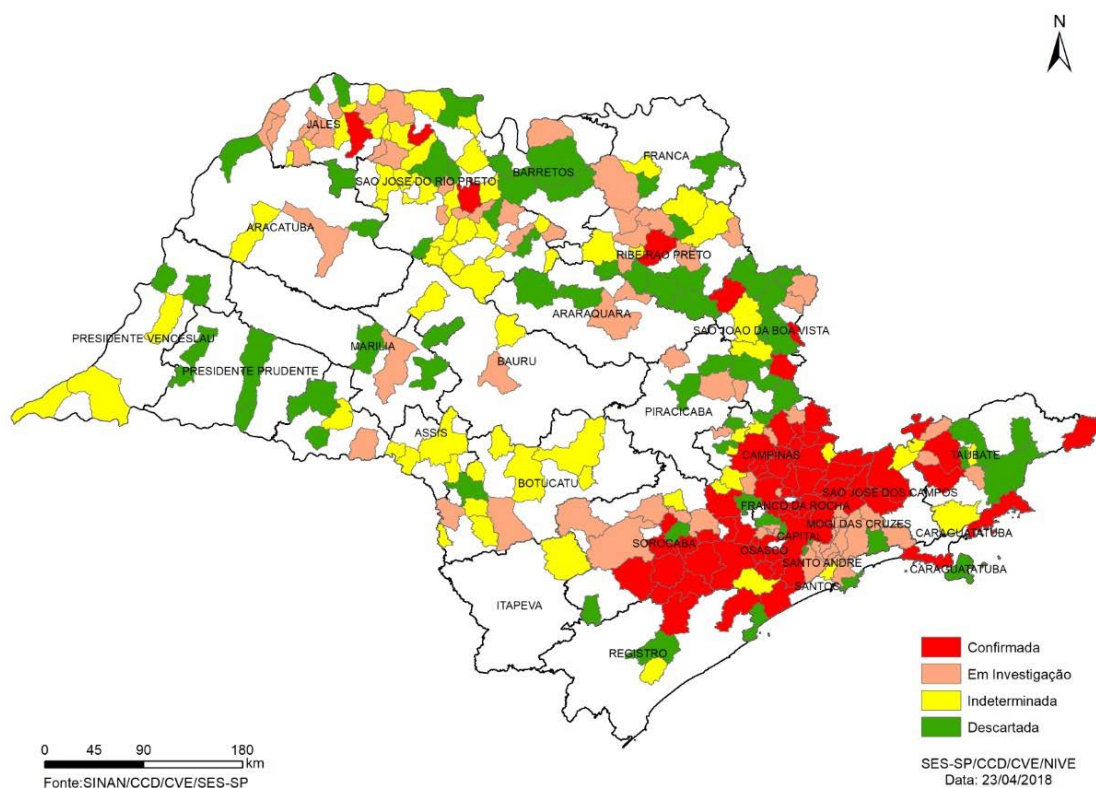 N
JALES
FRANCA
BARRETOS
SAO JOSE DO RIO PRETO
ARACATUBA
RIBEIRAO PRETO
ARARAQUARA
SAO JOAO DA BOA VISTA
PRESIDENTE VENCESLAU
MARILIA
BAURU
PRESIDENTE PRUDENTE
PIRACICABA
ASSIS
CAMPINAS
TAUBATE
BOTUCATU
SAO JOSE DOS CAMPOS
FRANCO DA ROCHA
MOGI DAS CRUZES
CAPITAL
CARAGUATATUBA
SOROCABA
OSASCO
SANTO ANDRE
CARAGUATATUBA
SANTOS
ITAPEVA
REGISTRO
Confirmada
Em Investigação
Indeterminada
Descartada
0 45 90 180
km
Fonte:SINAN/CCD/CVE/SES-SP
SES-SP/CCD/CVE/NIVE
Data: 23/04/2018